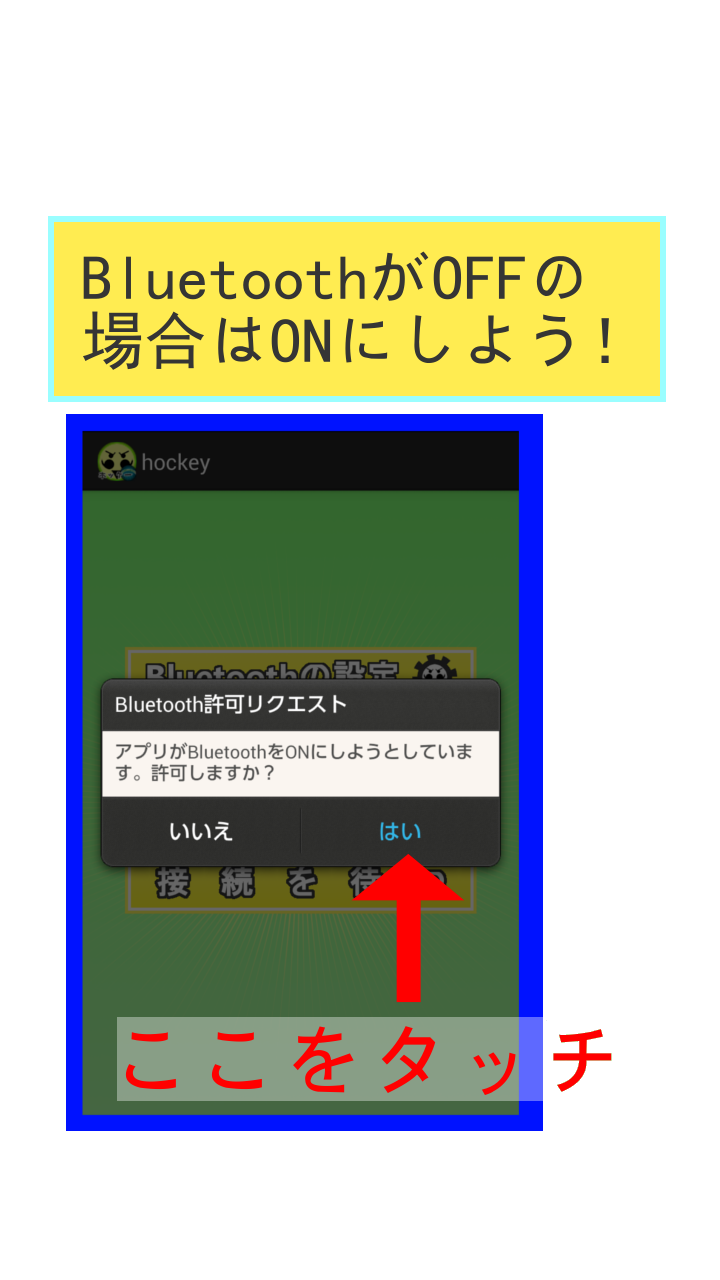 BluetoothがOFFの
場合はONにしよう！
hockey
Bluetoothの設定
Bluetooth許可リクエスト
アプリがBluetoothをONにしようとしていま
す。許可しますか？
いいえ
はい
接続を待
ここをタッチ